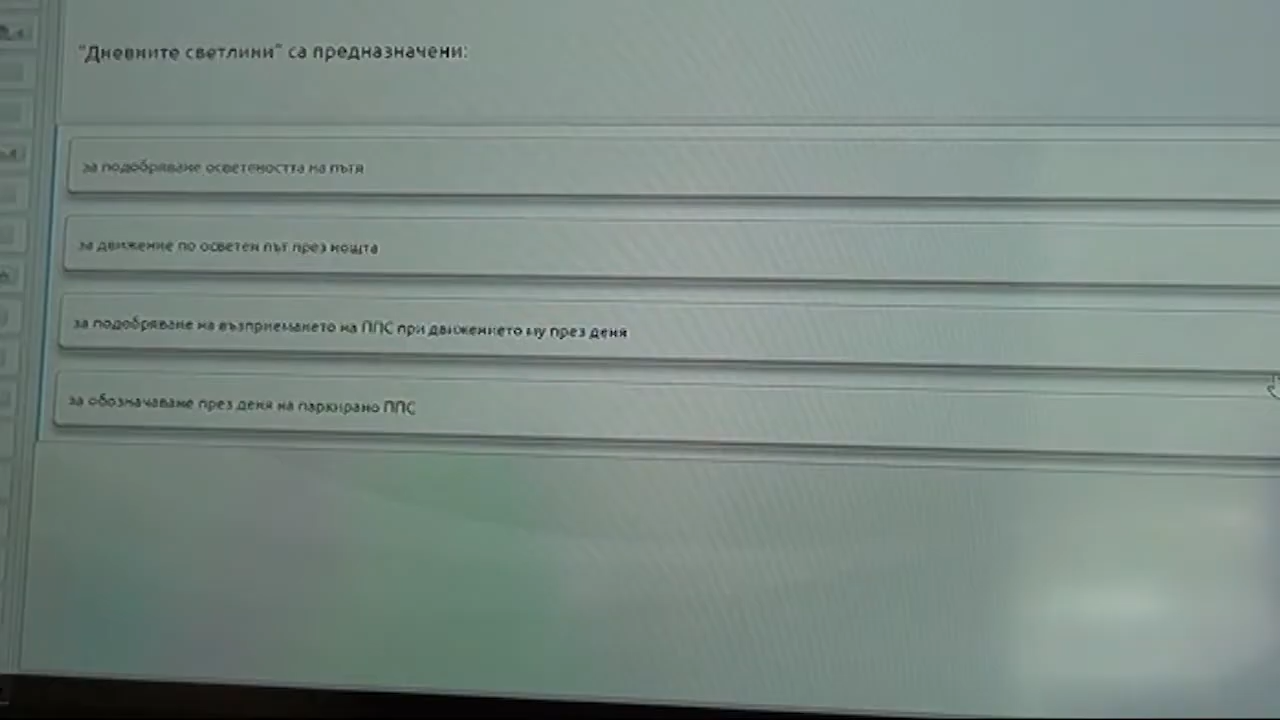 "Дневните светлини" са предназначени:
за подобряване осветеността на пътя
за движение по осветен път през нощта
за подобряване на възприемането на ППС при движението му през деня
за обозначаване през деня на паркирано ППС